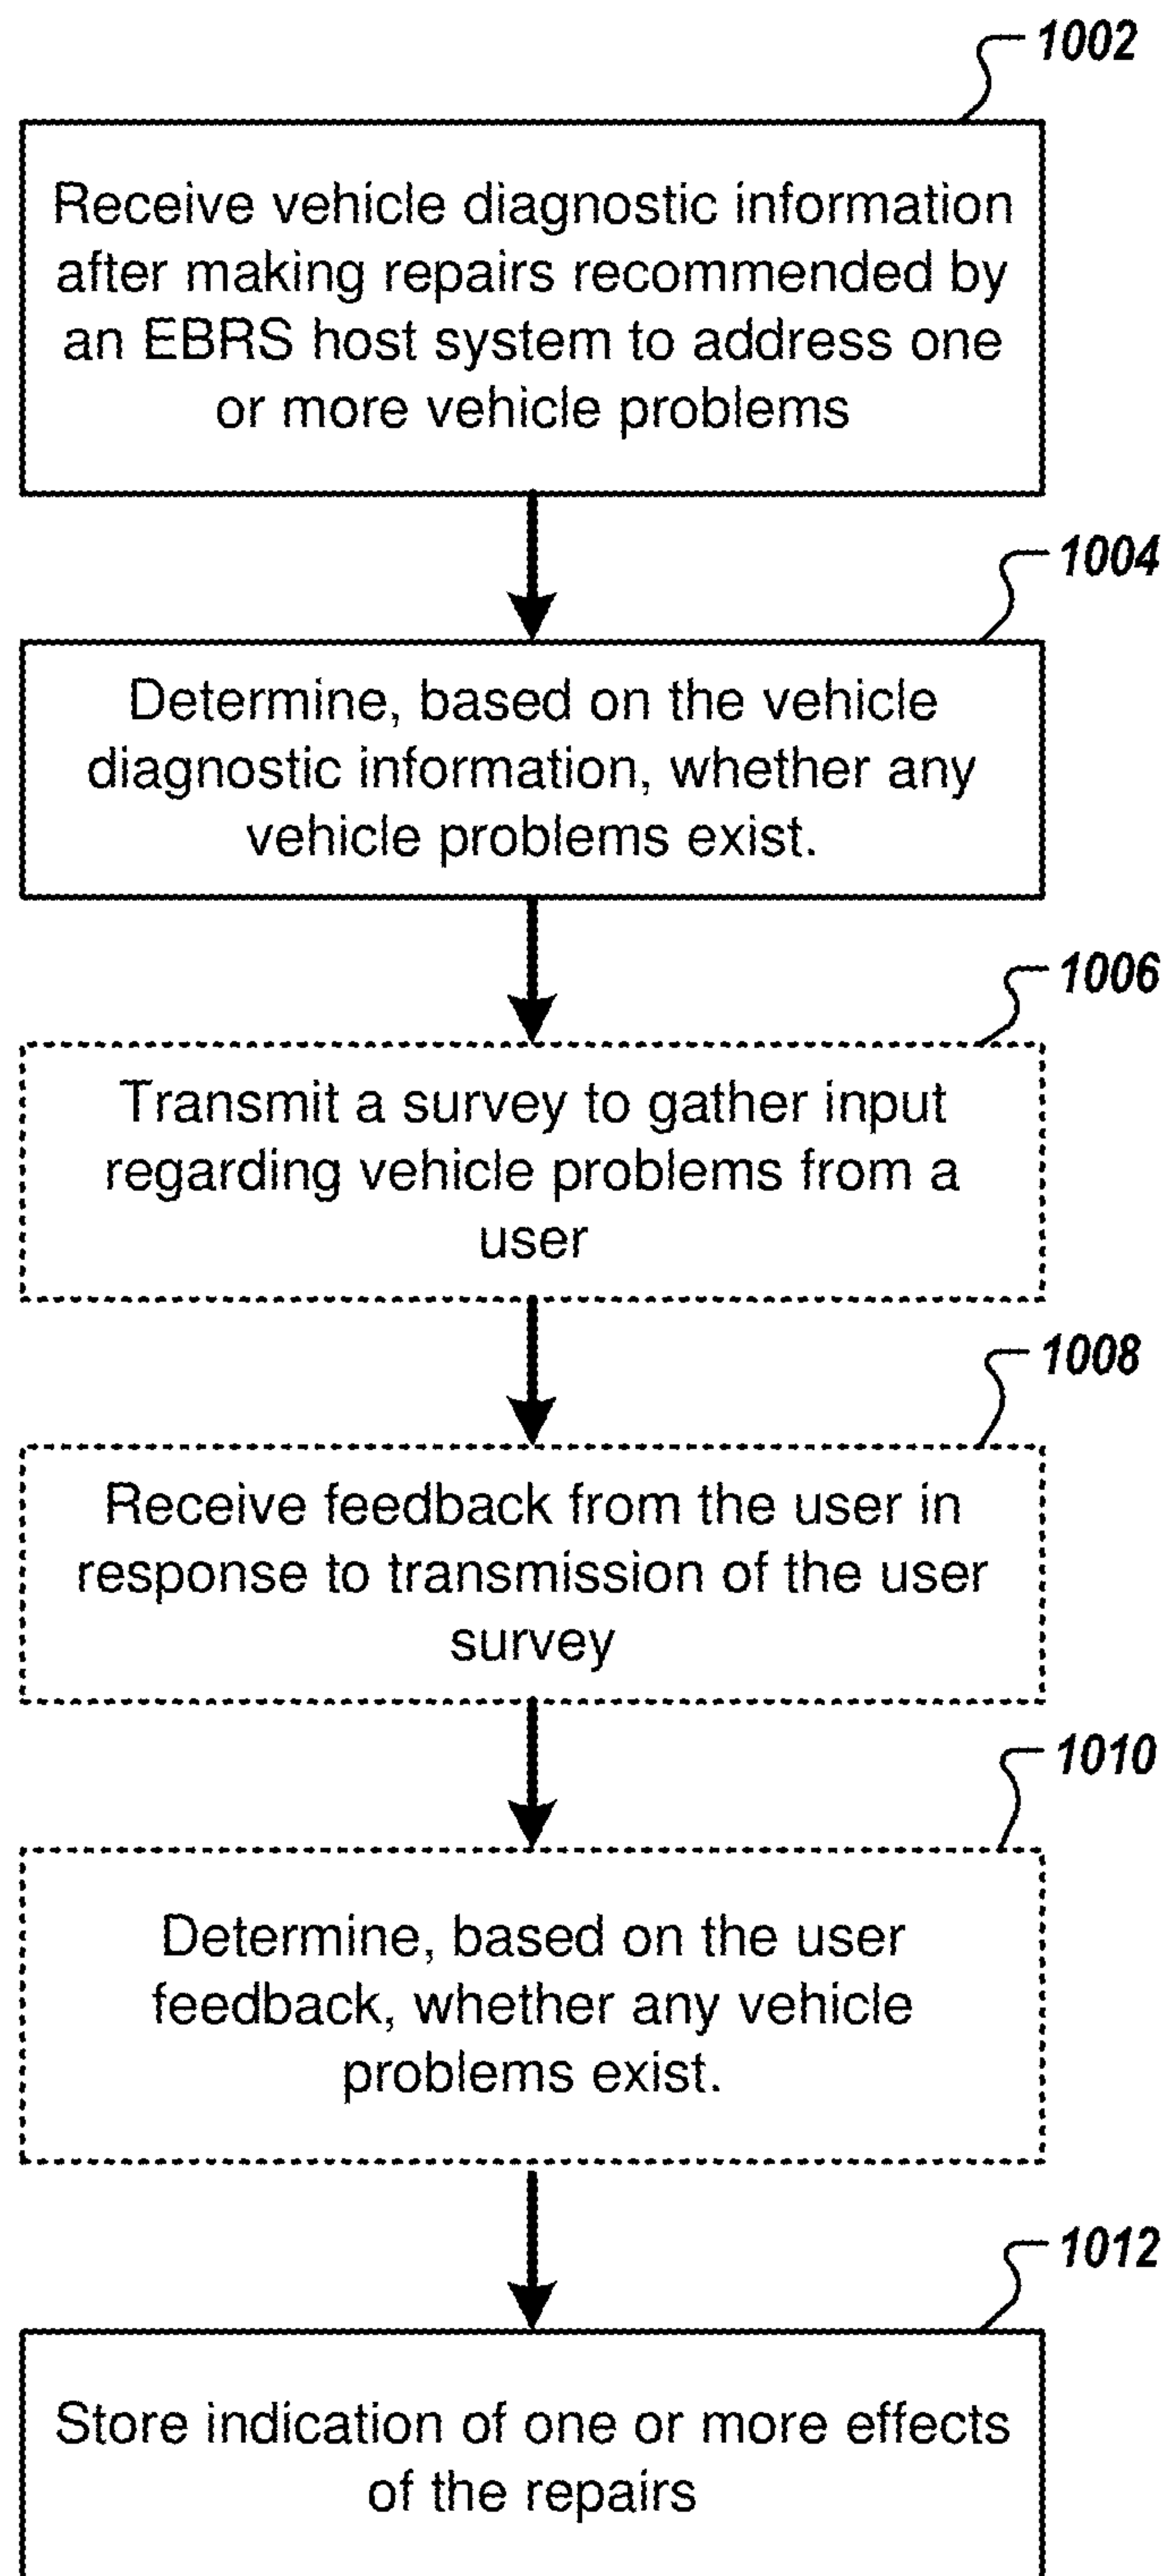 1002
Receive vehicle diagnostic information
after making repairs recommended by
an EBRS host system to address one
or more vehicle problems
1004
Determine, based on the vehicle
diagnostic information, whether any
vehicle problems exist.
1006
Transmit a survey to gather input
regarding vehicle problems from a
user
1008
Receive feedback from the user in
response to transmission of the user
survey
1010
Determine, based on the user
feedback, whether any vehicle
problems exist.
1012
Store indication of one or more effects
of the repairs